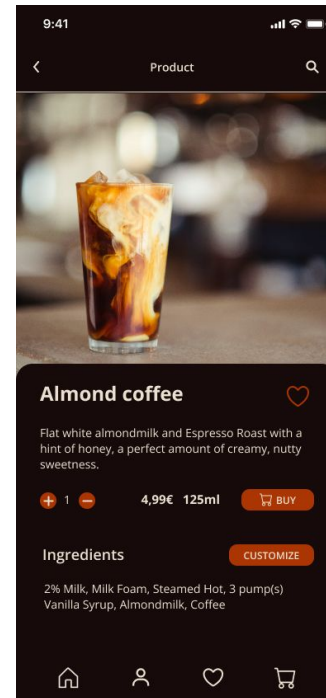 9:41
Product
Almond coffee
Flat white almondmilk and Espresso Roast with a
hint of honey, a perfect amount of creamy, nutty
sweetness.
1 4,99€ 125ml BUY
Ingredients CUSTOMIZE
2% Milk, Milk Foam, Steamed Hot, 3 pump(s)
Vanilla Syrup, Almondmilk, Coffee